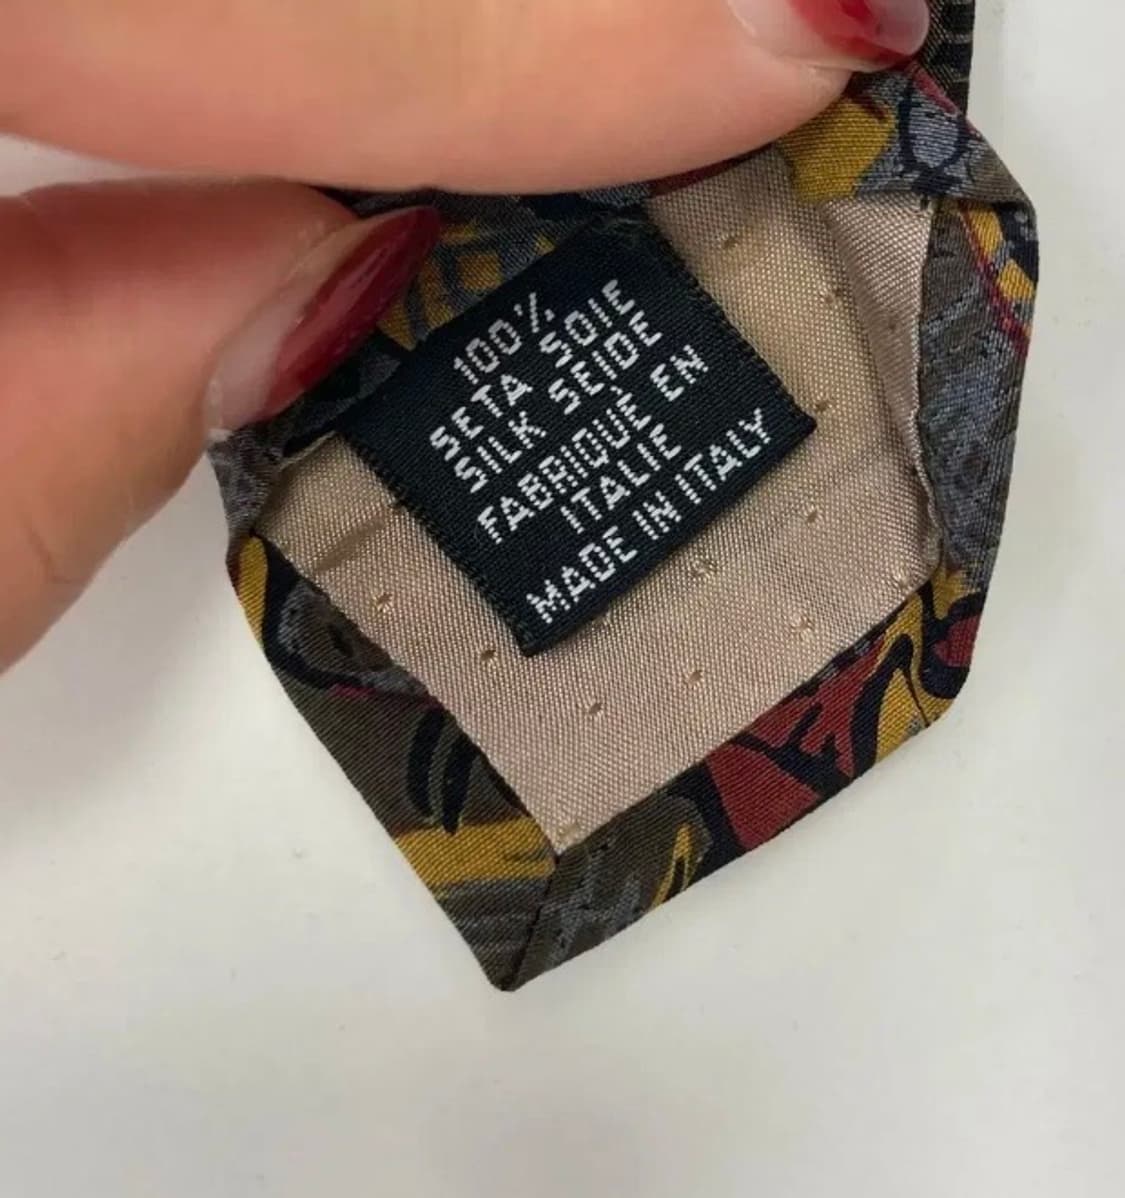 100%
SETA SOIE
SILK SEIDE
FABRIQUÉ EN
ITALIE
MADE IN ITALY